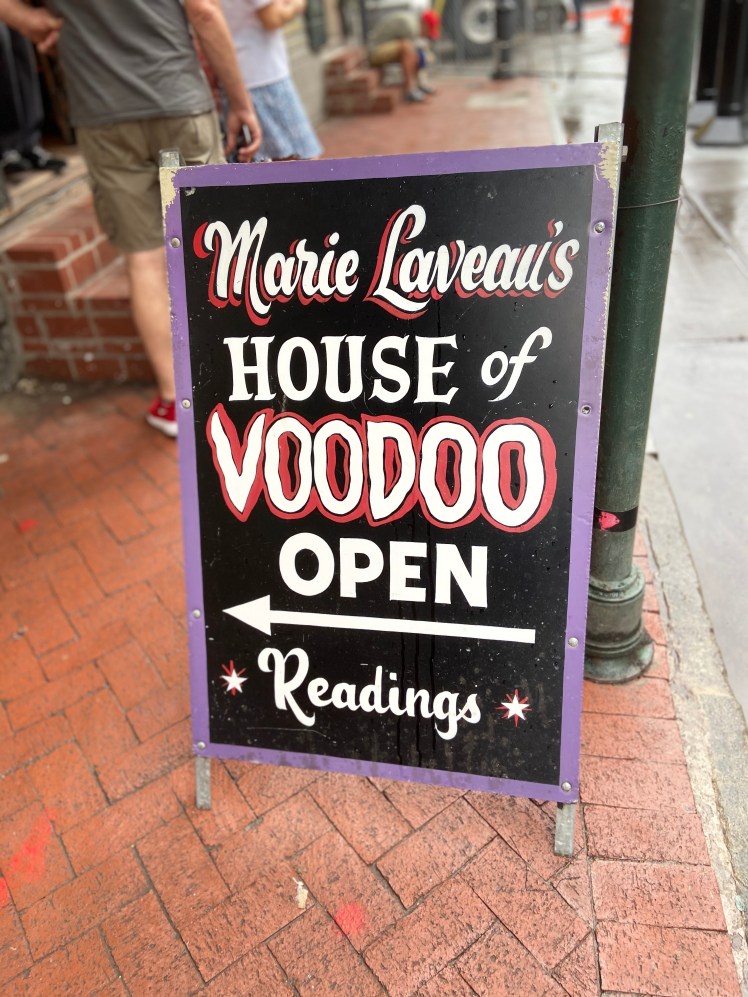 Marie Laveau's
HOUSE of
VOODOO
OPEN
Readings